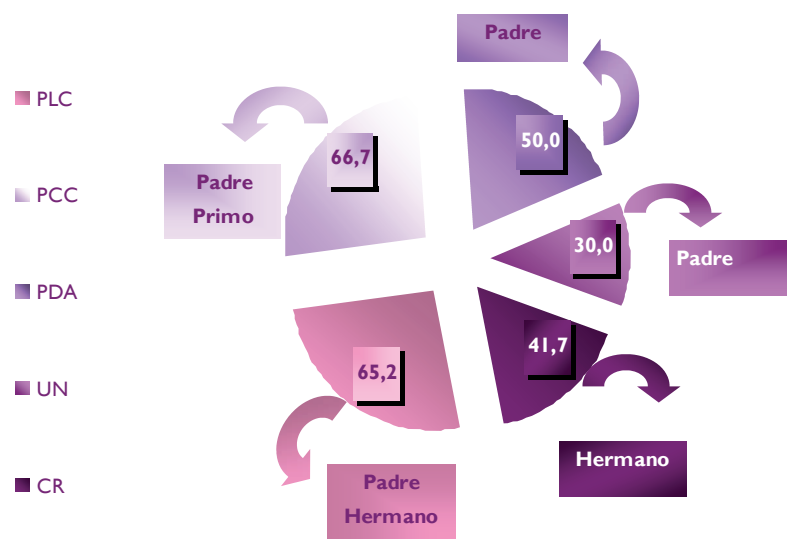 PLC
PCC
PDA
UN
CR
Padre
50,0
66,7
Padre
Primo
30,0
Padre
41,7
Hermano
65,2
Padre
Hermano